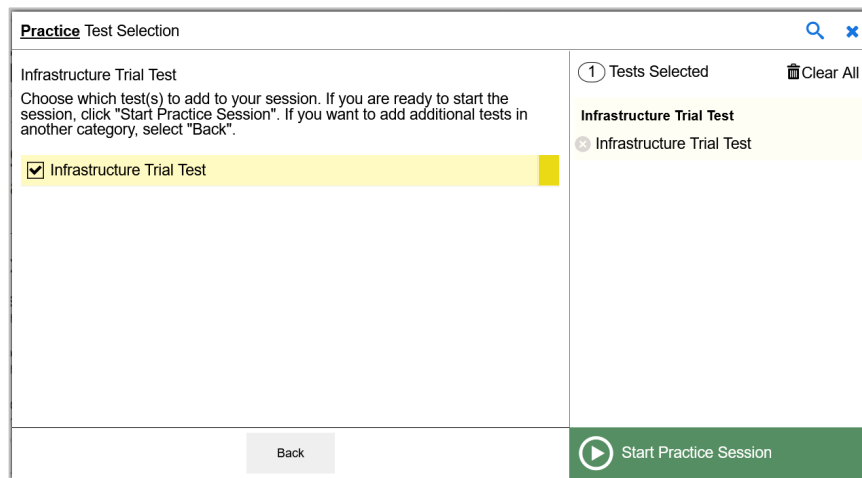 Practice Test Selection
Infrastructure Trial Test
Choose which test(s) to add to your session. If you are ready to start the
session, click "Start Practice Session". If you want to add additional tests in
another category, select "Back".
Infrastructure Trial Test
Back
1 Tests Selected
Clear All
Infrastructure Trial Test
Infrastructure Trial Test
Start Practice Session